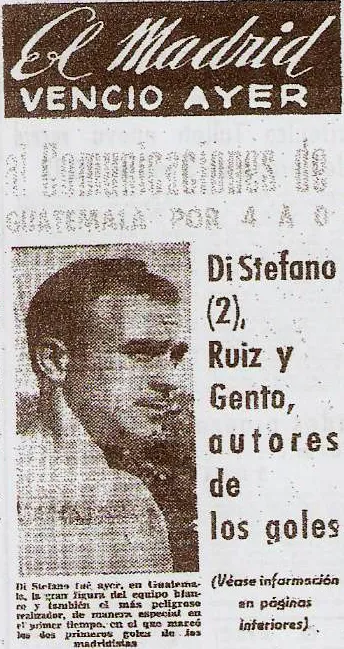 El Madrid
VENCIO AYER
al Comunicaciones de
GUATEMALA POR 4 A 0
Di Stefano
(2),
Ruiz y
Gento,
autores
de
los goles
(Véase información
en páginas
interiores)
Di Stefano fué ayer, en Guatema-
la, la gran figura del equipo blan-
co y también el más peligroso
realizador, de manera especial en
el primer tiempo, en el que marcó
los dos primeros goles de los
madridistas